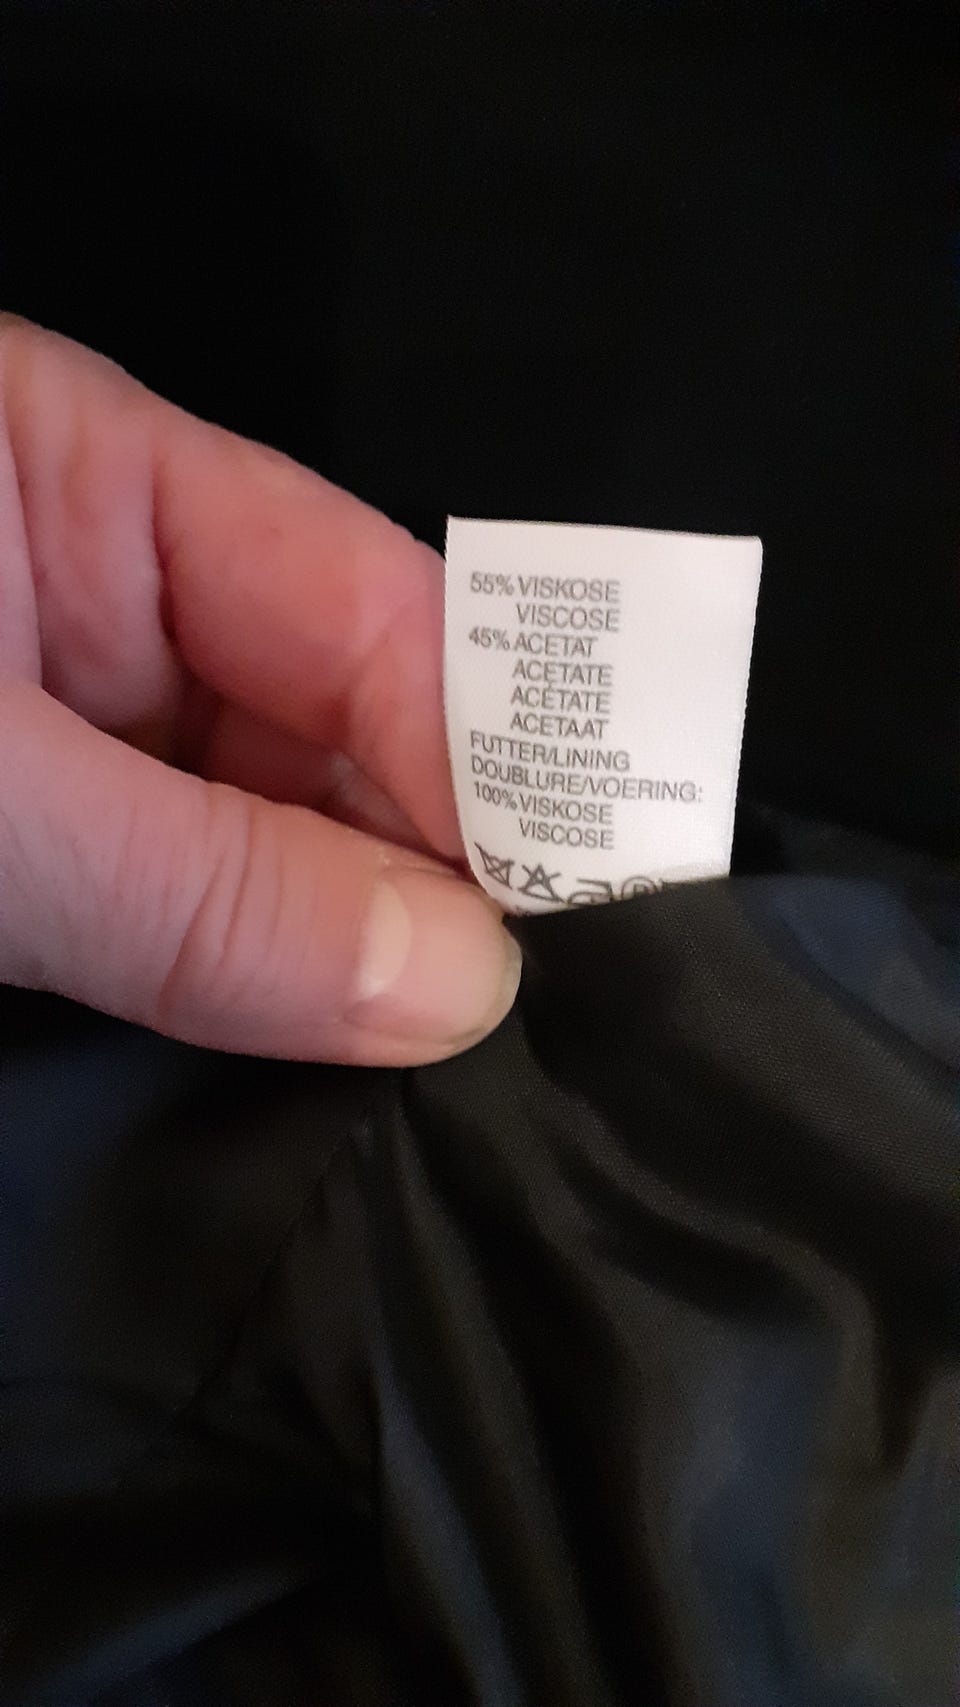 55% VISKOSE
VISCOSE
45% ACETAT
ACETATE
ACÉTATE
ACETAAT
FUTTER/LINING
DOUBLURE/VOERING:
100% VISKOSE
VISCOSE